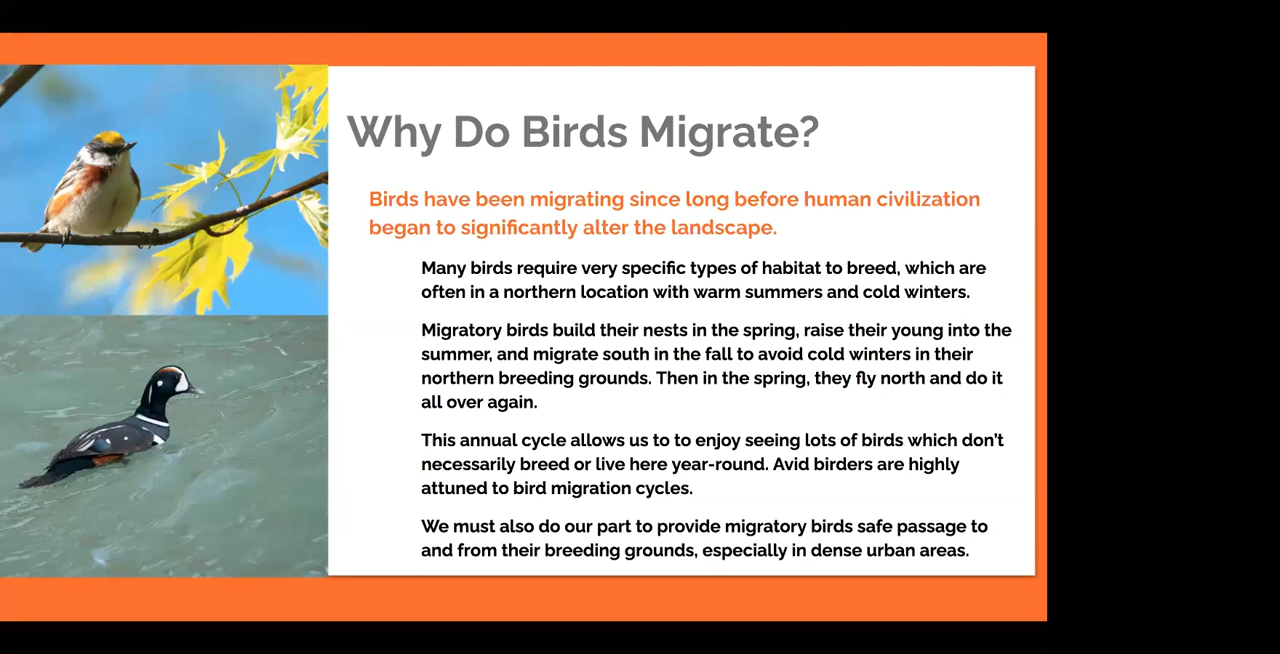 Why Do Birds Migrate?
Birds have been migrating since long before human civilization
began to significantly alter the landscape.
Many birds require very specific types of habitat to breed, which are
often in a northern location with warm summers and cold winters.
Migratory birds build their nests in the spring, raise their young into the
summer, and migrate south in the fall to avoid cold winters in their
northern breeding grounds. Then in the spring, they fly north and do it
all over again.
This annual cycle allows us to to enjoy seeing lots of birds which don't
necessarily breed or live here year-round. Avid birders are highly
attuned to bird migration cycles.
We must also do our part to provide migratory birds safe passage to
and from their breeding grounds, especially in dense urban areas.